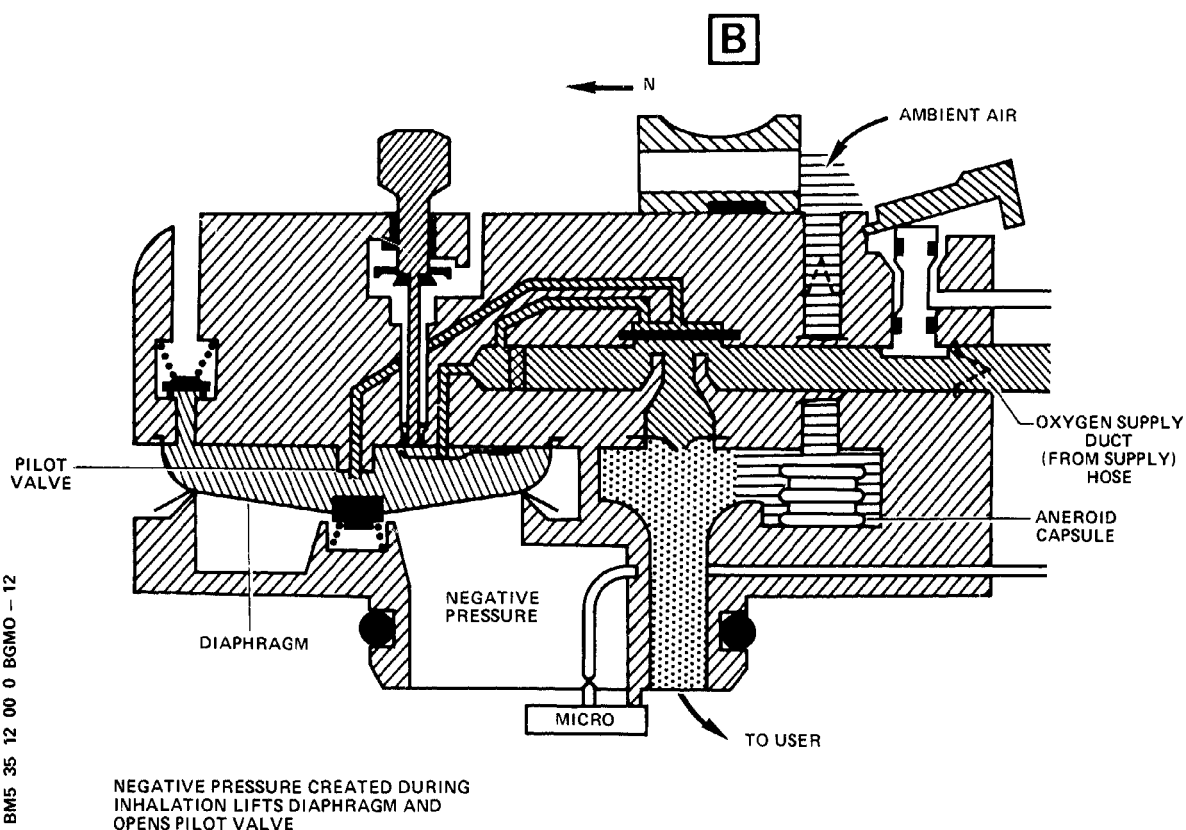 B
N
AMBIENT AIR
OXYGEN SUPPLY
DUCT
(FROM SUPPLY)
HOSE
PILOT
VALVE
ANEROID
CAPSULE
NEGATIVE
PRESSURE
DIAPHRAGM
MICRO
TO USER
NEGATIVE PRESSURE CREATED DURING
INHALATION LIFTS DIAPHRAGM AND
OPENS PILOT VALVE
BM5 35 12 00 0 BGMO – 12